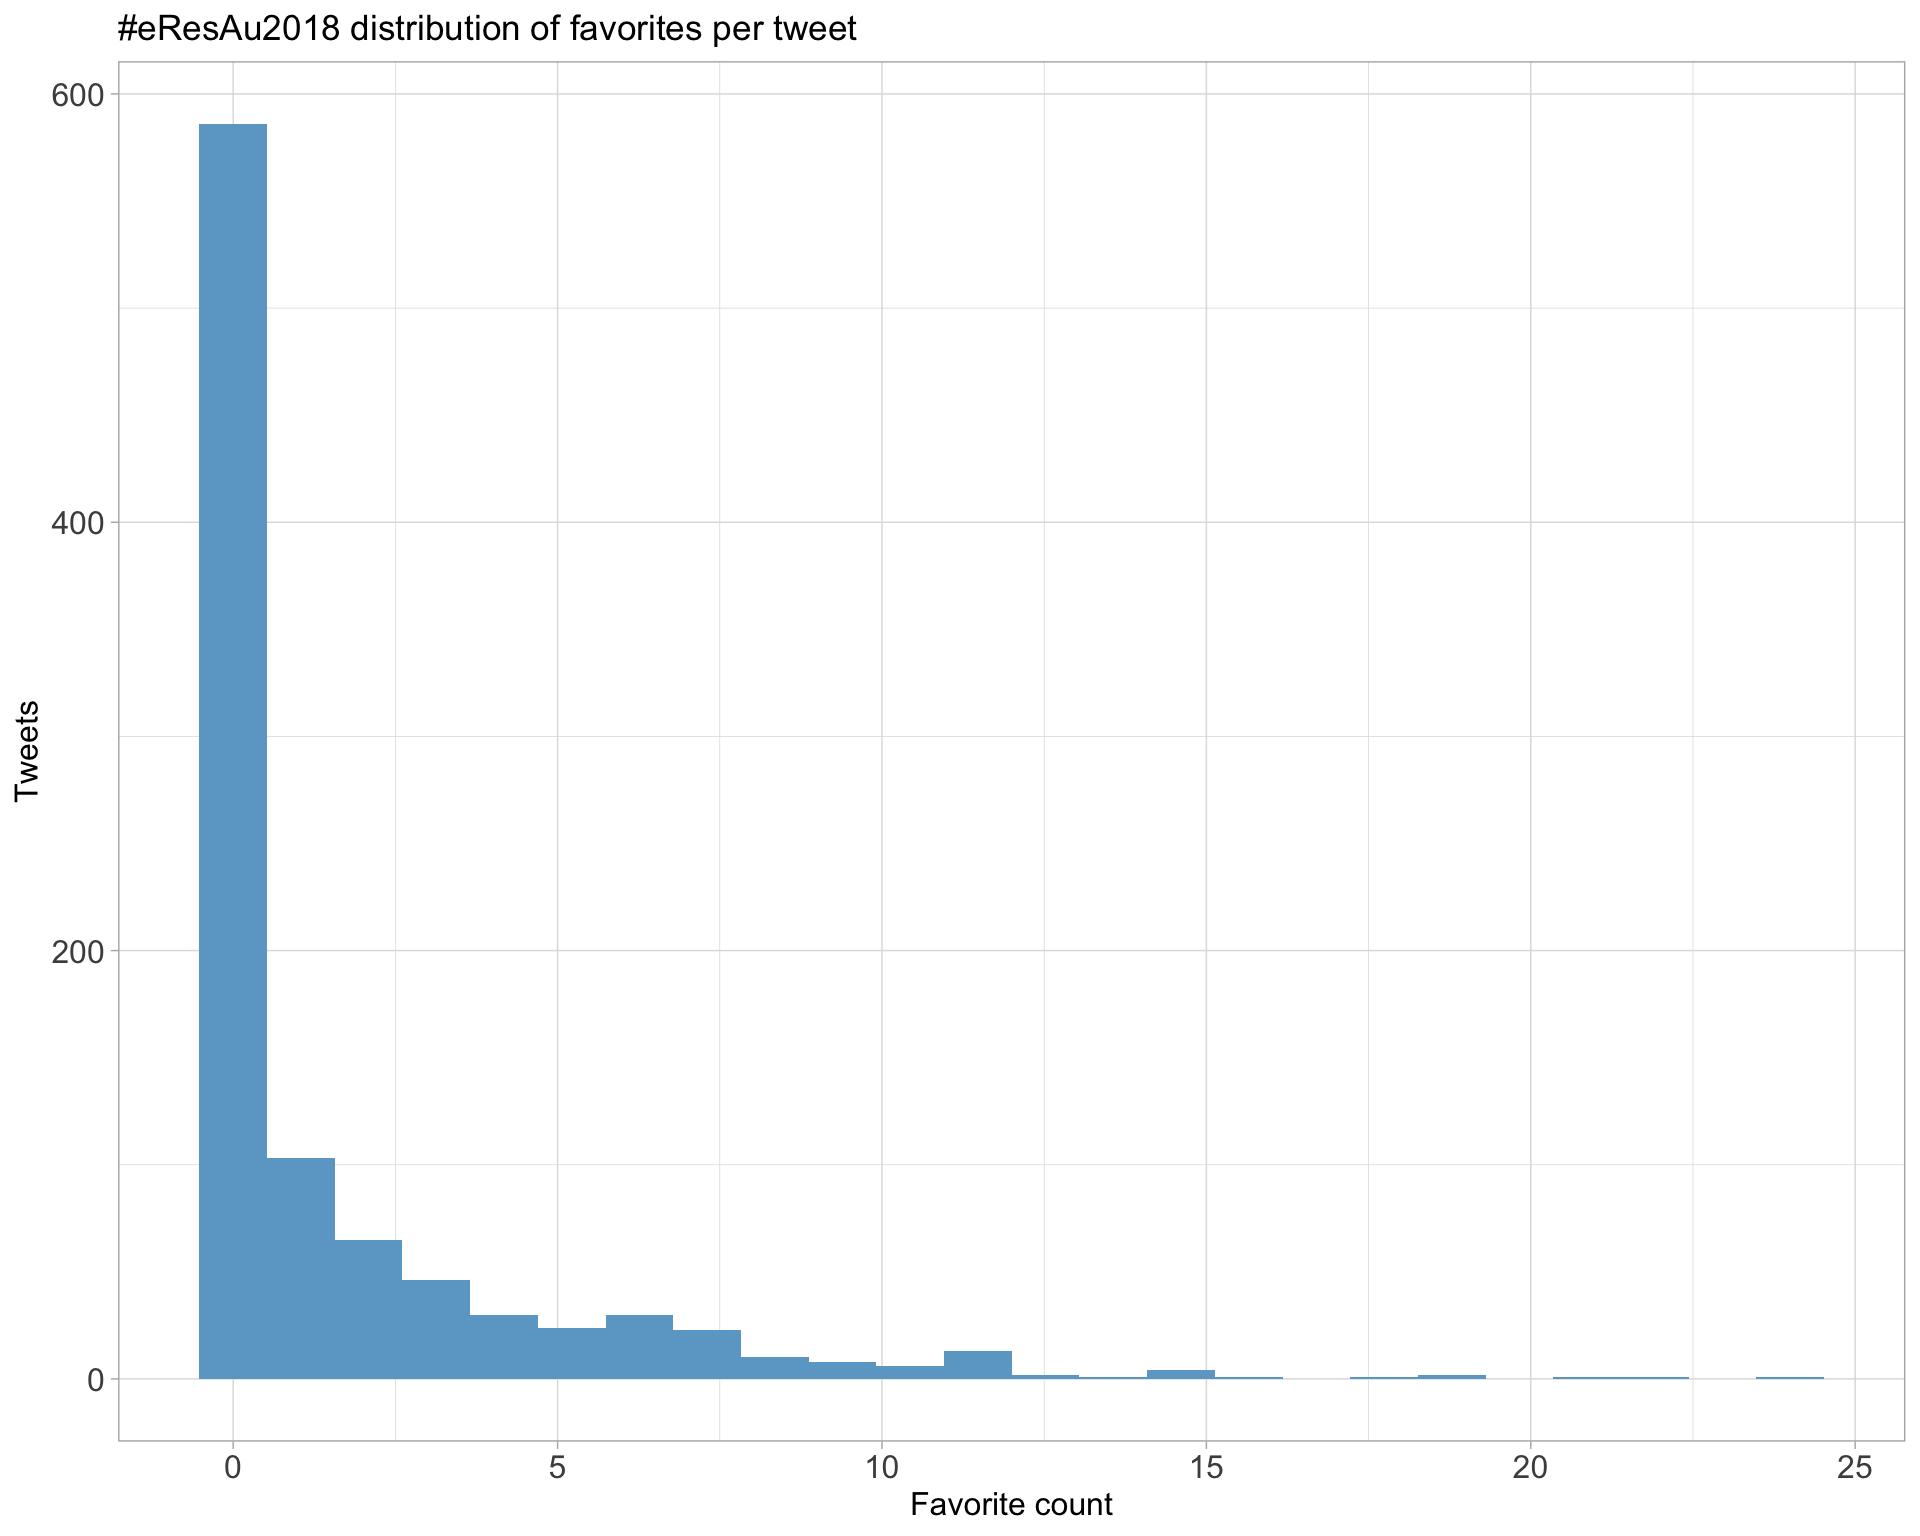 #eResAu2018 distribution of favorites per tweet
600
400
200
0
Tweets
0 5 10 15 20 25
Favorite count